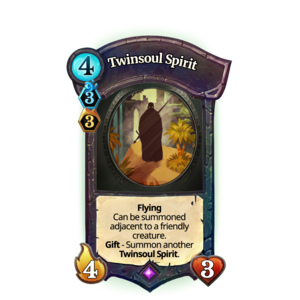 4
Twinsoul Spirit
3
3
Flying
Can be summoned
adjacent to a friendly
creature.
Gift - Summon another
Twinsoul Spirit.
4
3